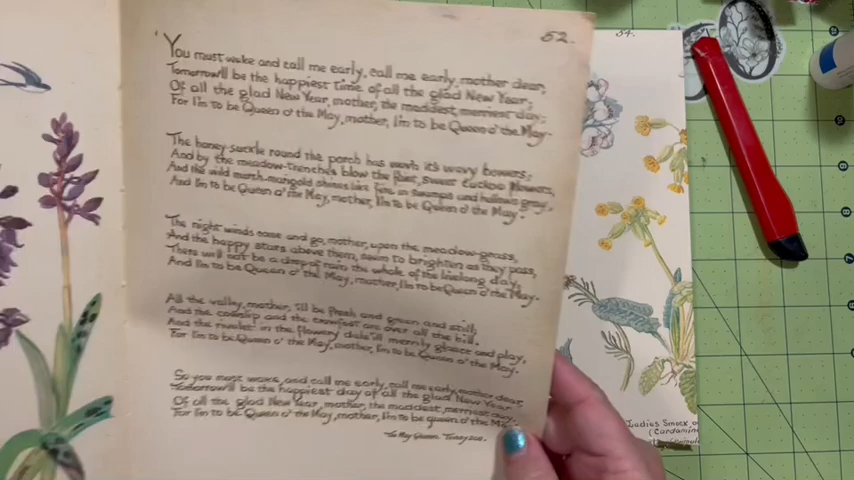 52.
You must wake and call me early, call me early, mother dear,
Tomorrow'll be the happiest time of all the glad New Year;
Of all the glad New Year, mother, the maddest, merriest day;
For I'm to be Queen o' the May, mother, I'm to be Queen o' the May.
The honey-suckle round the porch has wov'n it's wavy bowers;
And by the meadow-trenches blow the faint, sweet cuckoo flowers,
And the wild marsh-marigold shines like fire in swamps and hollows gray,
And I'm to be Queen o' the May, mother, I'm to be Queen o' the May.
The night winds come and go, mother, upon the meadow-grass,
And the happy stars above them, seem to brighten as they pass,
There will not be a drop of rain the whole of the livelong day,
And I'm to be Queen o' the May, mother, I'm to be Queen o' the May.
All the valley, mother, 'ill be fresh and green and still,
And the cowslip and the crowfoot are over all the hill.
And the rivulet in the flowery dale 'ill merrily glance and play,
For I'm to be Queen o' the May, mother, I'm to be Queen o' the May.
So you must wake and call me early, call me early, mother dear,
Tomorrow'll be the happiest day of all the glad New Year
Of all the glad New Year, mother, the maddest, merriest day
For I'm to be Queen o' the May, mother, I'm to be queen o' the May.
The May Queen. Tennyson.
54.
Ladies Smock
(Cardamine